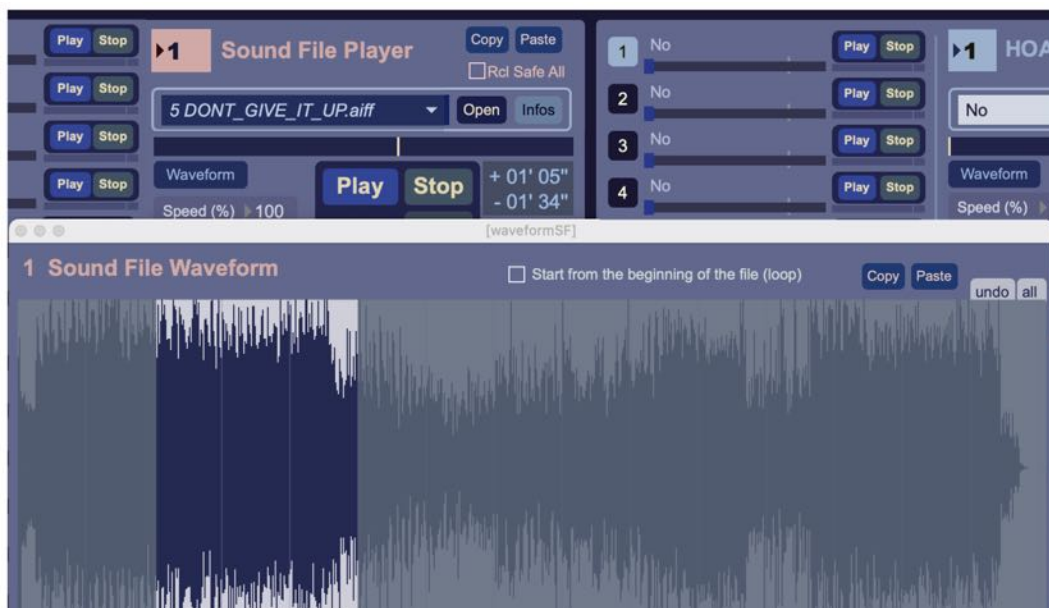 Play Stop
Play Stop
Play Stop
Play Stop
1 Sound File Player
Copy Paste
Rcl Safe All
5 DONT_GIVE_IT_UP.aiff
Open Infos
Waveform
Speed (%) 100
Play Stop
+ 01' 05"
- 01' 34"
1 No Play Stop
2 No Play Stop
3 No Play Stop
4 No Play Stop
1 HOA
No
Waveform
Speed (%)
[waveformSF]
1 Sound File Waveform
Start from the beginning of the file (loop)
Copy Paste
undo all